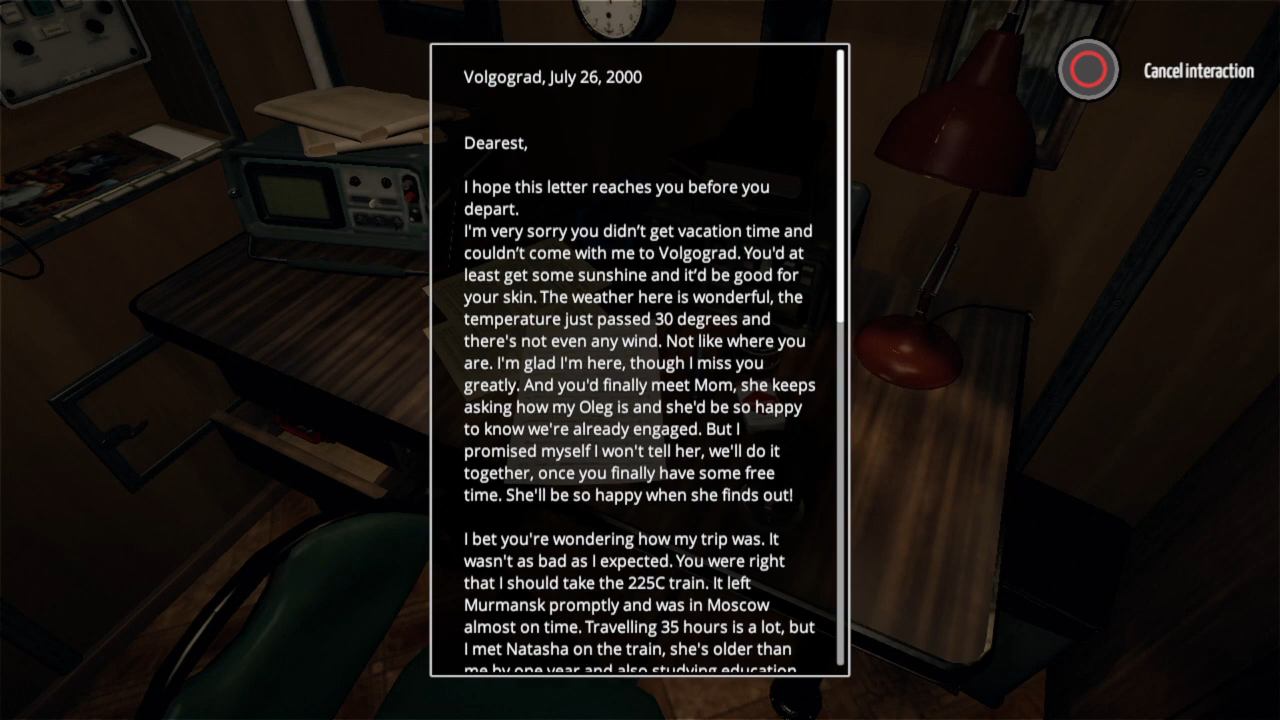 Volgograd, July 26, 2000
Cancel interaction
Dearest,
I hope this letter reaches you before you
depart.
I'm very sorry you didn't get vacation time and
couldn't come with me to Volgograd. You'd at
least get some sunshine and it'd be good for
your skin. The weather here is wonderful, the
temperature just passed 30 degrees and
there's not even any wind. Not like where you
are. I'm glad I'm here, though I miss you
greatly. And you'd finally meet Mom, she keeps
asking how my Oleg is and she'd be so happy
to know we're already engaged. But I
promised myself I won't tell her, we'll do it
together, once you finally have some free
time. She'll be so happy when she finds out!
I bet you're wondering how my trip was. It
wasn't as bad as I expected. You were right
that I should take the 225C train. It left
Murmansk promptly and was in Moscow
almost on time. Travelling 35 hours is a lot, but
I met Natasha on the train, she's older than
me by one year and also studying education